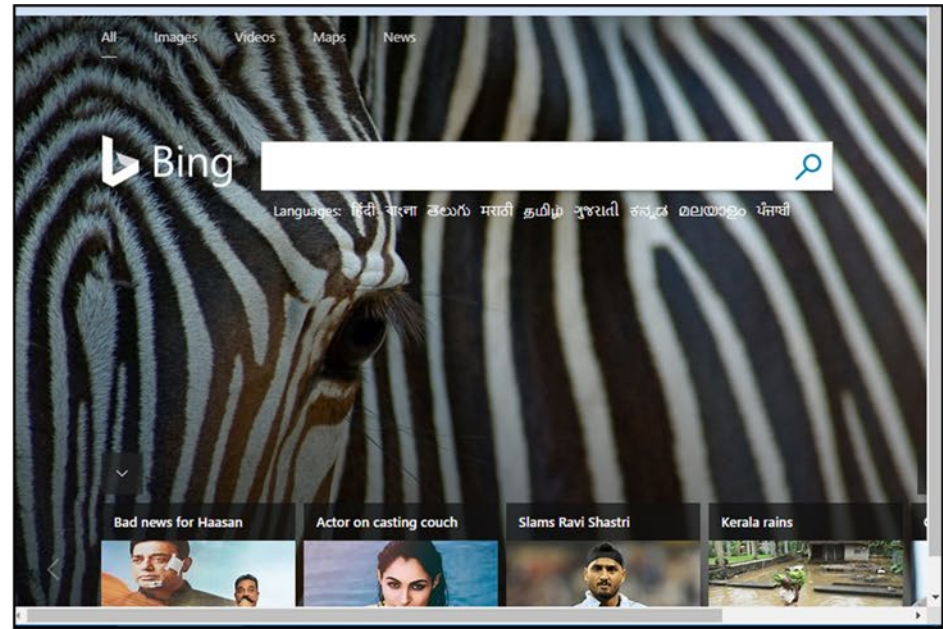 All Images Videos Maps News
Bing
Languages: हिंदी বাংলা తెలుగు मराठी தமிழ் ગુજરાતી ಕನ್ನಡ മലയാളം ਪੰਜਾਬੀ
Bad news for Haasan Actor on casting couch Slams Ravi Shastri Kerala rains